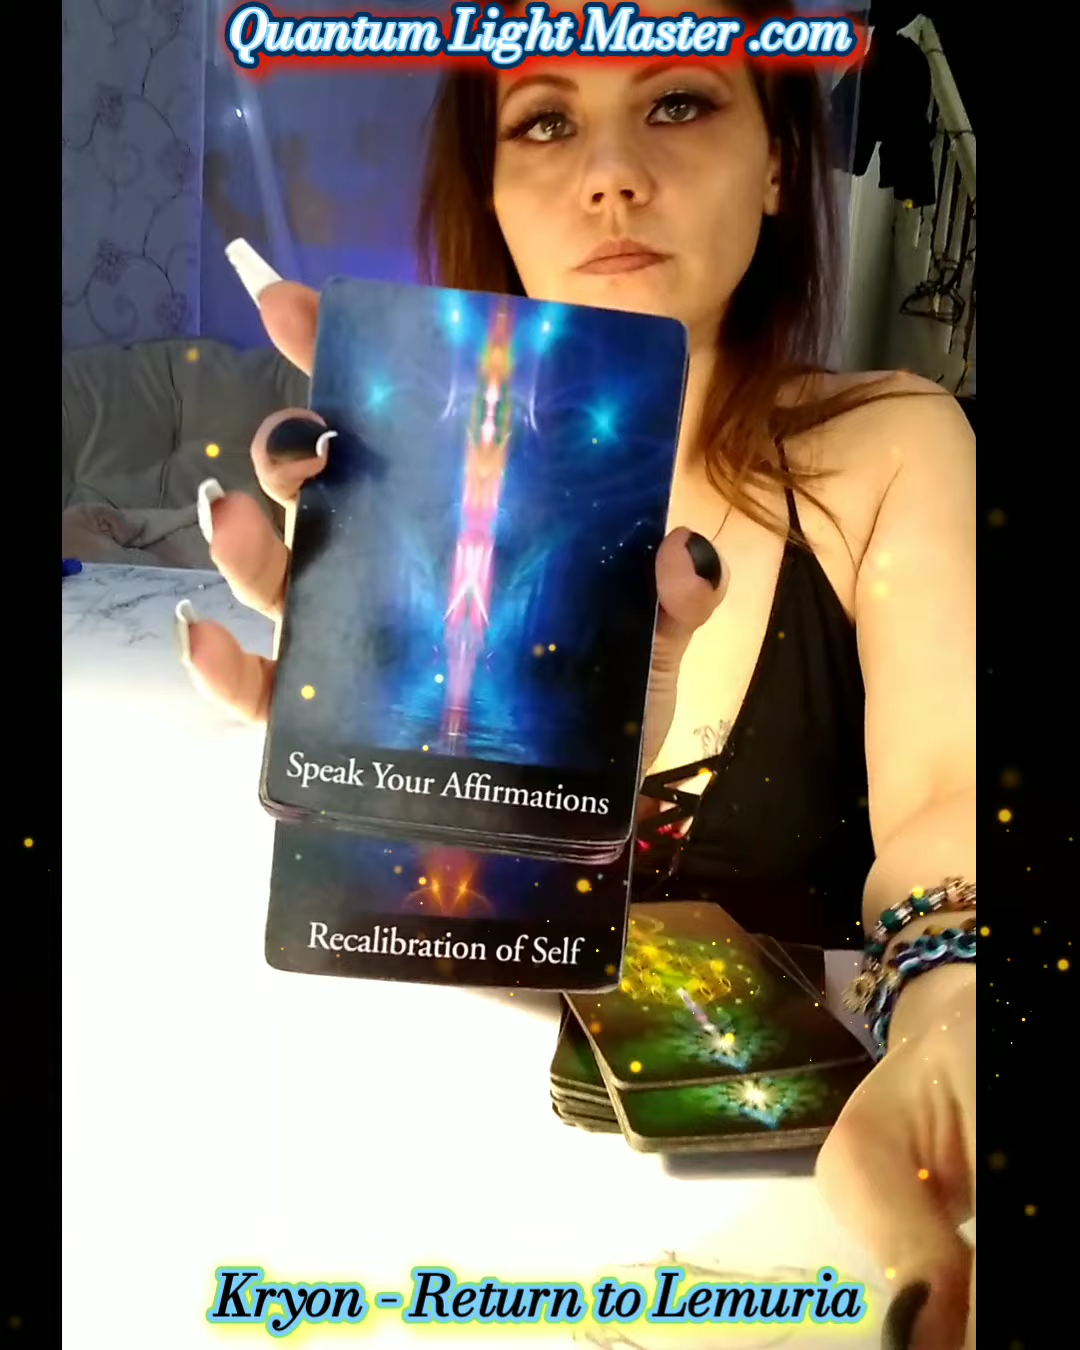 Quantum Light Master .com
Speak Your Affirmations
Recalibration of Self
Kryon - Return to Lemuria